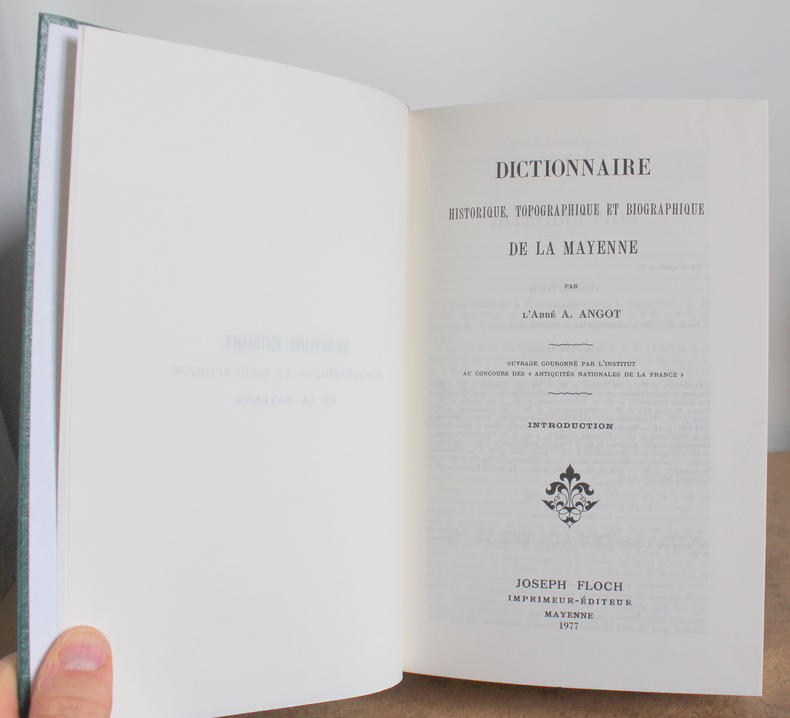 DICTIONNAIRE
HISTORIQUE, TOPOGRAPHIQUE ET BIOGRAPHIQUE
DE LA MAYENNE
PAR
L'ABBÉ A. ANGOT
OUVRAGE COURONNÉ PAR L'INSTITUT
AU CONCOURS DES « ANTIQUITÉS NATIONALES DE LA FRANCE »
INTRODUCTION
JOSEPH FLOCH
IMPRIMEUR-ÉDITEUR
MAYENNE
1977